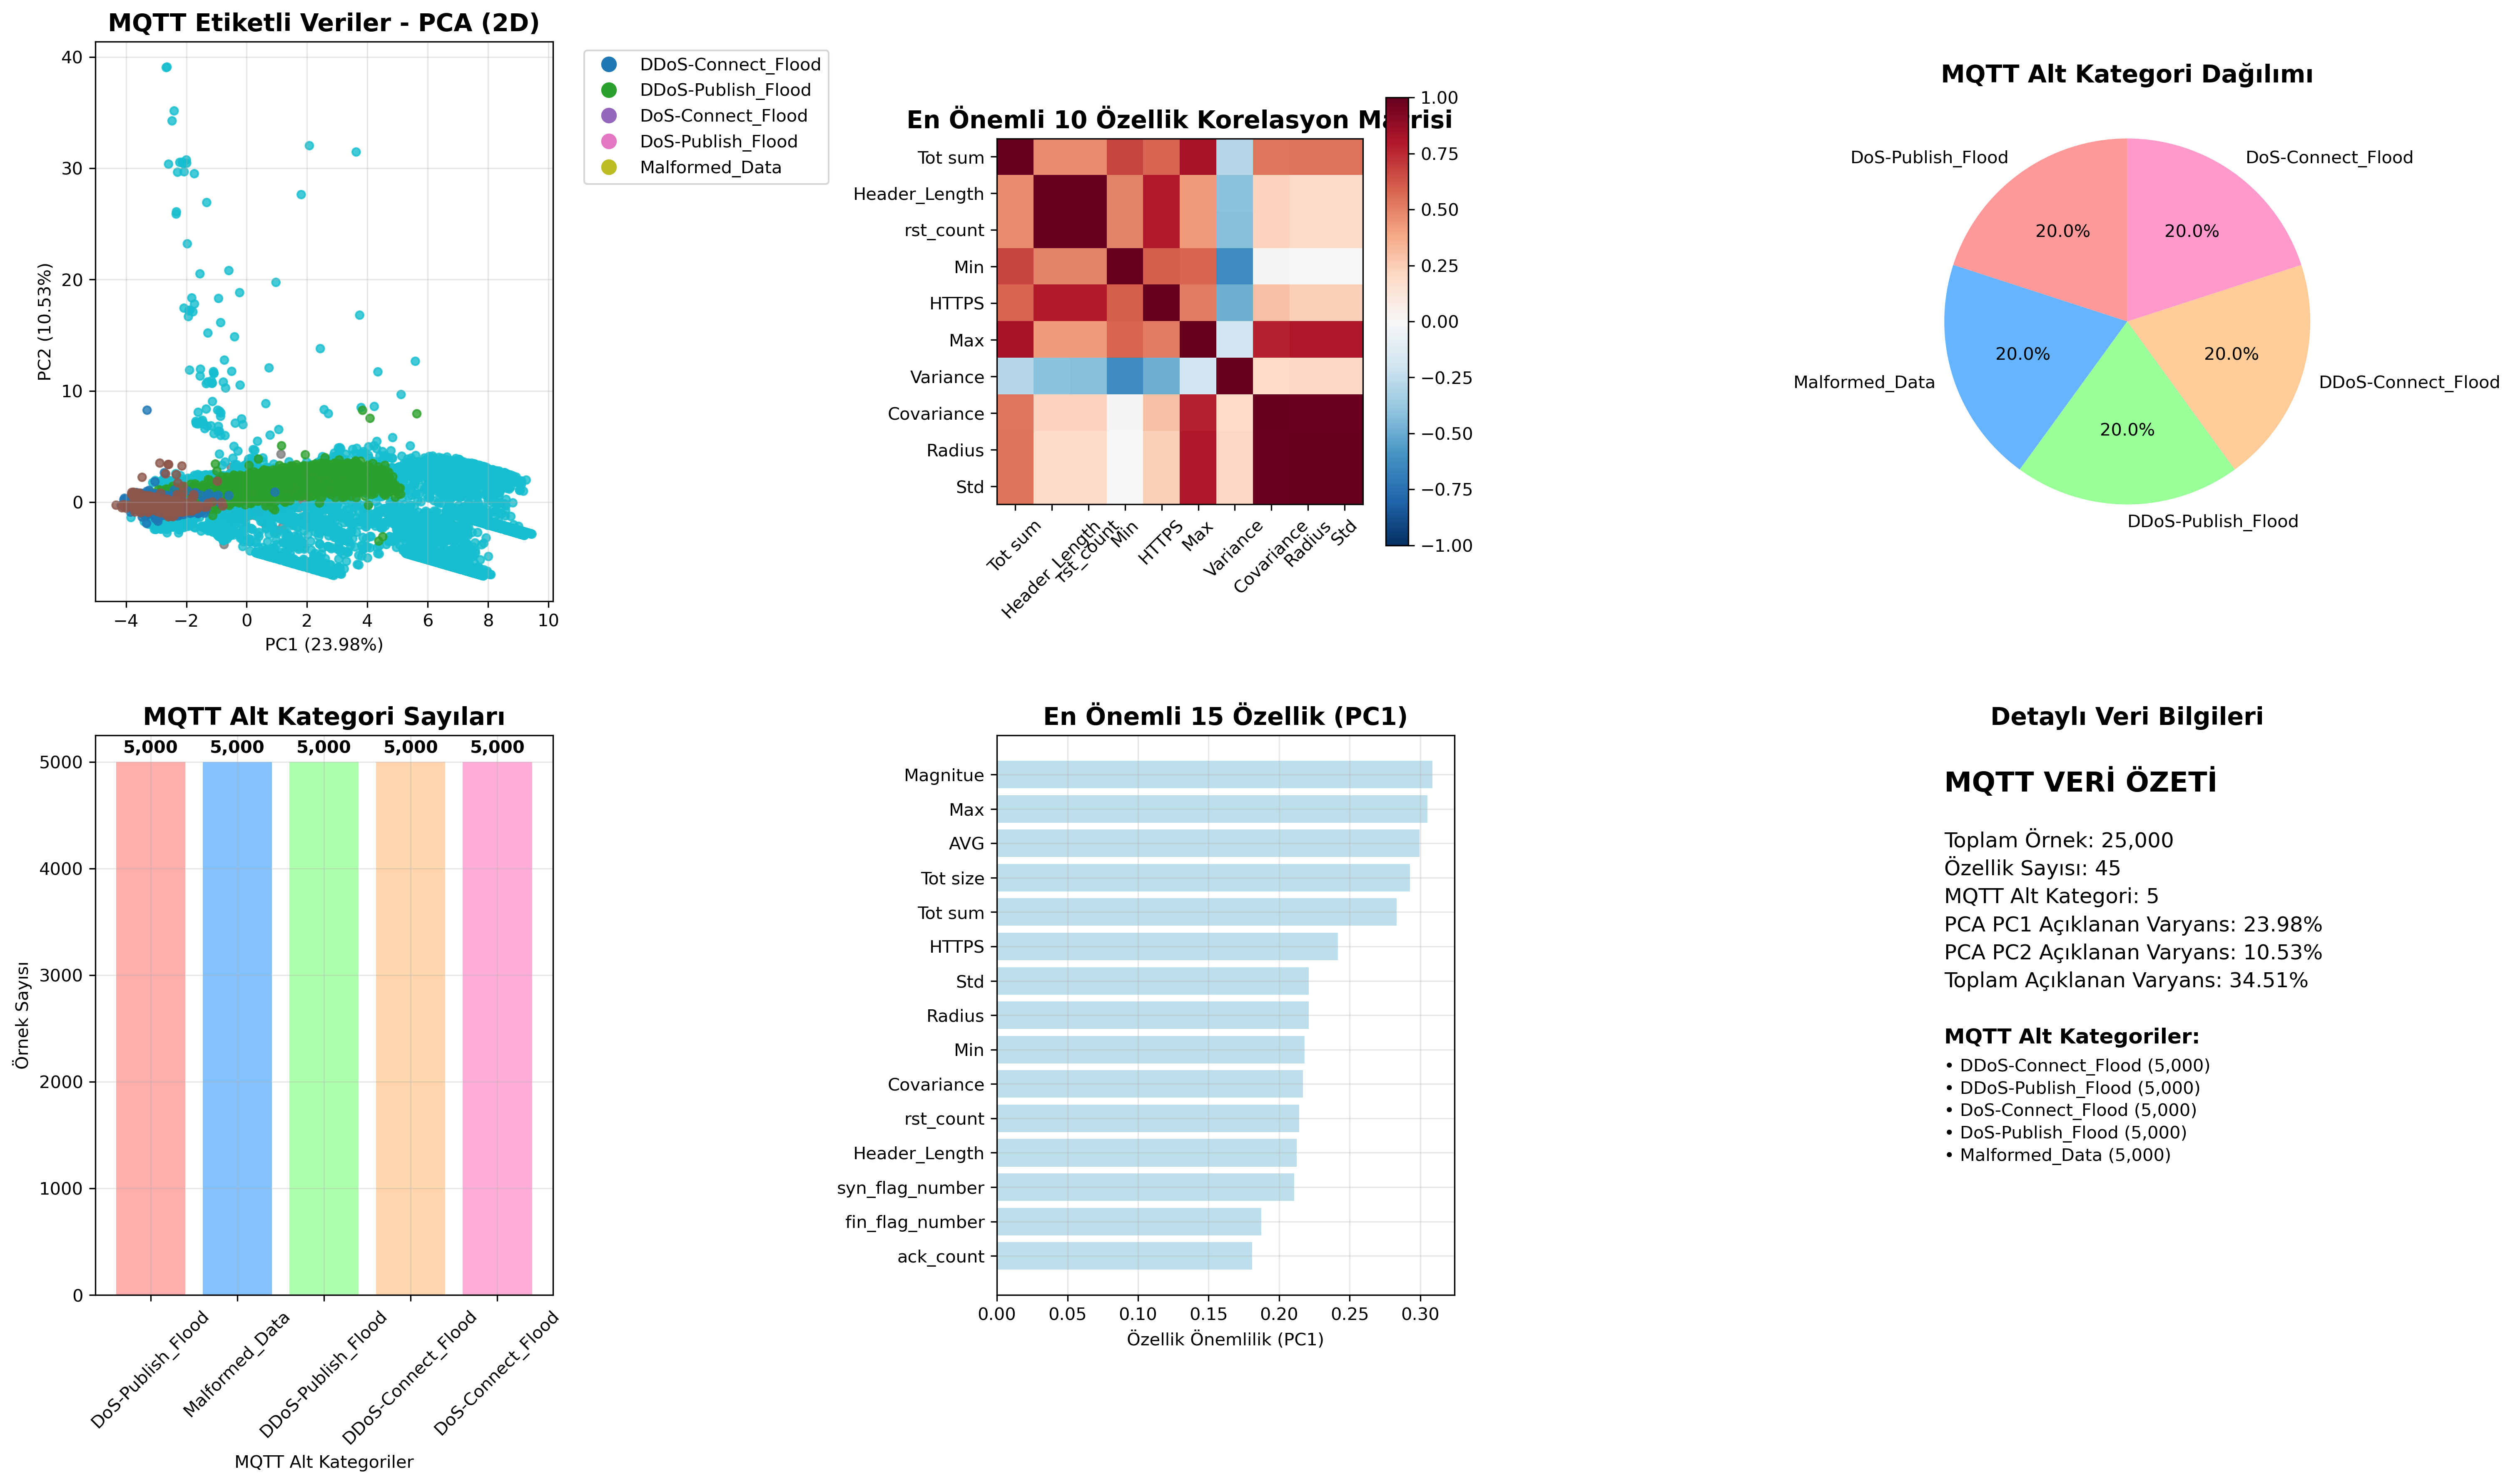 MQTT Etiketli Veriler - PCA (2D)
40
30
20
10
0
PC2 (10.53%)
−4 −2 0 2 4 6 8 10
PC1 (23.98%)
DDoS-Connect_Flood
DDoS-Publish_Flood
DoS-Connect_Flood
DoS-Publish_Flood
Malformed_Data
En Önemli 10 Özellik Korelasyon Matrisi
Tot sum
Header_Length
rst_count
Min
HTTPS
Max
Variance
Covariance
Radius
Std
Tot sum Header_Length rst_count Min HTTPS Max Variance Covariance Radius Std
1.00
0.75
0.50
0.25
0.00
−0.25
−0.50
−0.75
−1.00
MQTT Alt Kategori Dağılımı
DoS-Publish_Flood
DoS-Connect_Flood
20.0% 20.0%
20.0% 20.0%
Malformed_Data
DDoS-Connect_Flood
20.0%
DDoS-Publish_Flood
MQTT Alt Kategori Sayıları
5,000 5,000 5,000 5,000 5,000
5000
4000
3000
2000
1000
0
Örnek Sayısı
DoS-Publish_Flood Malformed_Data DDoS-Publish_Flood DDoS-Connect_Flood DoS-Connect_Flood
MQTT Alt Kategoriler
En Önemli 15 Özellik (PC1)
Magnitue
Max
AVG
Tot size
Tot sum
HTTPS
Std
Radius
Min
Covariance
rst_count
Header_Length
syn_flag_number
fin_flag_number
ack_count
0.00 0.05 0.10 0.15 0.20 0.25 0.30
Özellik Önemlilik (PC1)
Detaylı Veri Bilgileri
MQTT VERİ ÖZETİ
Toplam Örnek: 25,000
Özellik Sayısı: 45
MQTT Alt Kategori: 5
PCA PC1 Açıklanan Varyans: 23.98%
PCA PC2 Açıklanan Varyans: 10.53%
Toplam Açıklanan Varyans: 34.51%
MQTT Alt Kategoriler:
• DDoS-Connect_Flood (5,000)
• DDoS-Publish_Flood (5,000)
• DoS-Connect_Flood (5,000)
• DoS-Publish_Flood (5,000)
• Malformed_Data (5,000)